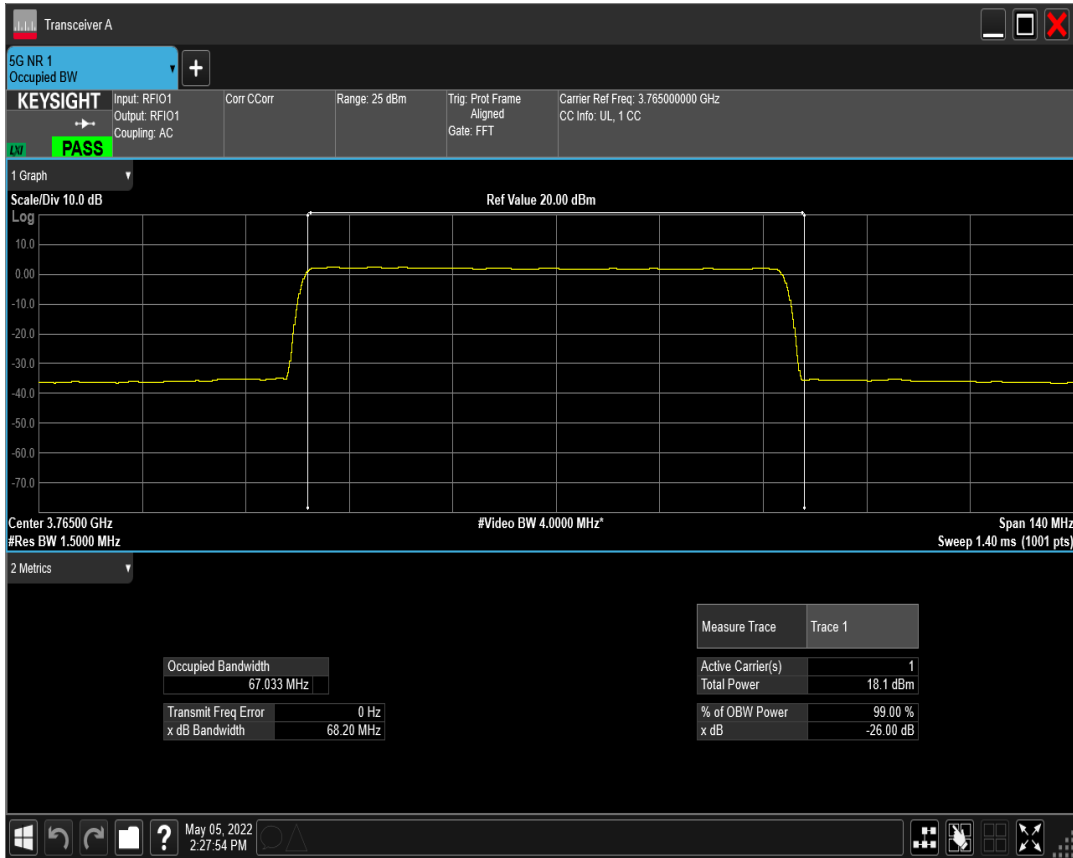 Transceiver A
5G NR 1
Occupied BW
KEYSIGHT
LXI
PASS
Input: RFIO1
Output: RFIO1
Coupling: AC
Corr CCorr
Range: 25 dBm
Trig: Prot Frame
Aligned
Gate: FFT
Carrier Ref Freq: 3.765000000 GHz
CC Info: UL, 1 CC
1 Graph
Scale/Div 10.0 dB
Ref Value 20.00 dBm
Log
10.0
0.00
-10.0
-20.0
-30.0
-40.0
-50.0
-60.0
-70.0
Center 3.76500 GHz
#Video BW 4.0000 MHz*
Span 140 MHz
#Res BW 1.5000 MHz
Sweep 1.40 ms (1001 pts)
2 Metrics
Measure Trace Trace 1
Occupied Bandwidth
67.033 MHz
Active Carrier(s) 1
Total Power 18.1 dBm
Transmit Freq Error 0 Hz
x dB Bandwidth 68.20 MHz
% of OBW Power 99.00 %
x dB -26.00 dB
?
May 05, 2022
2:27:54 PM